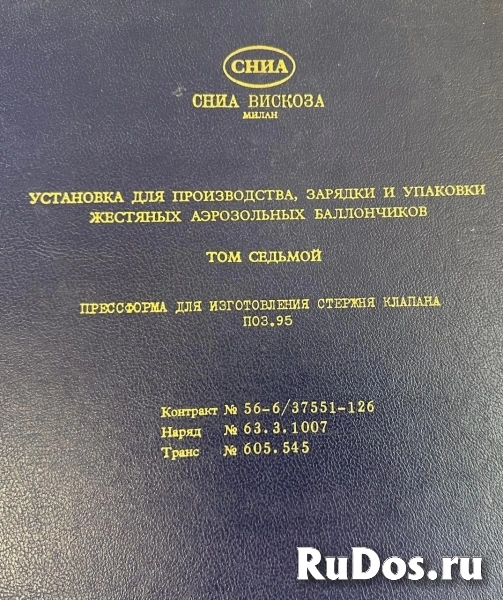 СНИА
СНИА ВИСКОЗА
МИЛАН
УСТАНОВКА ДЛЯ ПРОИЗВОДСТВА, ЗАРЯДКИ И УПАКОВКИ
ЖЕСТЯНЫХ АЭРОЗОЛЬНЫХ БАЛЛОНЧИКОВ
ТОМ СЕДЬМОЙ
ПРЕССФОРМА ДЛЯ ИЗГОТОВЛЕНИЯ СТЕРЖНЯ КЛАПАНА
ПОЗ.95
Контракт № 56-6/37551-126
Наряд № 63.3.1007
Транс № 605.545
RuDos.ru